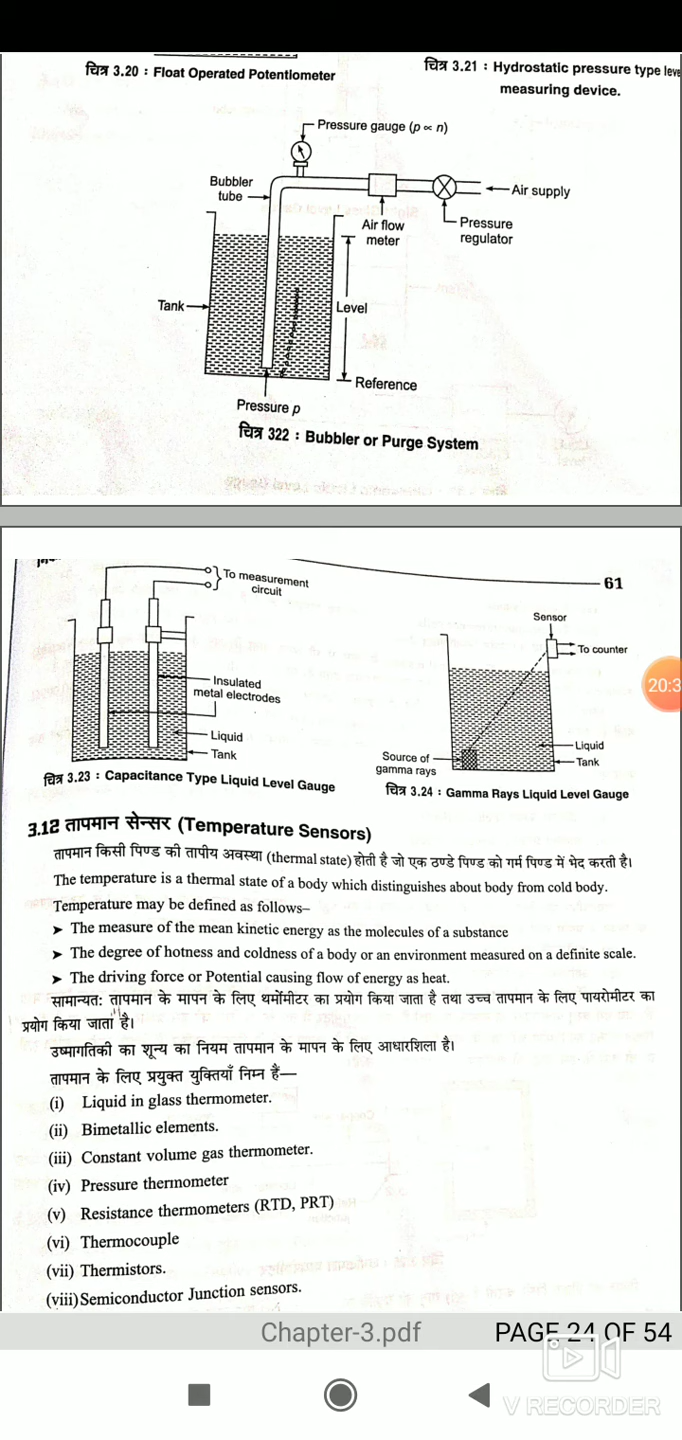 चित्र 3.20 : Float Operated Potentiometer
चित्र 3.21 : Hydrostatic pressure type leve
measuring device.
Pressure gauge (p ∝ n)
Bubbler
tube
Air supply
Air flow
meter
Pressure
regulator
Tank
Level
Reference
Pressure p
चित्र 322 : Bubbler or Purge System
61
To measurement
circuit
Insulated
metal electrodes
Liquid
Tank
चित्र 3.23 : Capacitance Type Liquid Level Gauge
Sensor
To counter
Source of
gamma rays
Liquid
Tank
चित्र 3.24 : Gamma Rays Liquid Level Gauge
20:3
3.12 तापमान सेन्सर (Temperature Sensors)
तापमान किसी पिण्ड की तापीय अवस्था (thermal state) होती है जो एक उण्डे पिण्ड को गर्म पिण्ड में भेद करती है।
The temperature is a thermal state of a body which distinguishes about body from cold body.
Temperature may be defined as follows–
➤ The measure of the mean kinetic energy as the molecules of a substance
➤ The degree of hotness and coldness of a body or an environment measured on a definite scale.
➤ The driving force or Potential causing flow of energy as heat.
सामान्यत: तापमान के मापन के लिए थर्मोमीटर का प्रयोग किया जाता है तथा उच्च तापमान के लिए पायरोमीटर का
प्रयोग किया जाता है।
उष्मागतिकी का शून्य का नियम तापमान के मापन के लिए आधारशिला है।
तापमान के लिए प्रयुक्त युक्तियाँ निम्न हैं—
(i) Liquid in glass thermometer.
(ii) Bimetallic elements.
(iii) Constant volume gas thermometer.
(iv) Pressure thermometer
(v) Resistance thermometers (RTD, PRT)
(vi) Thermocouple
(vii) Thermistors.
(viii) Semiconductor Junction sensors.
Chapter-3.pdf
PAGE 24 OF 54
V RECORDER